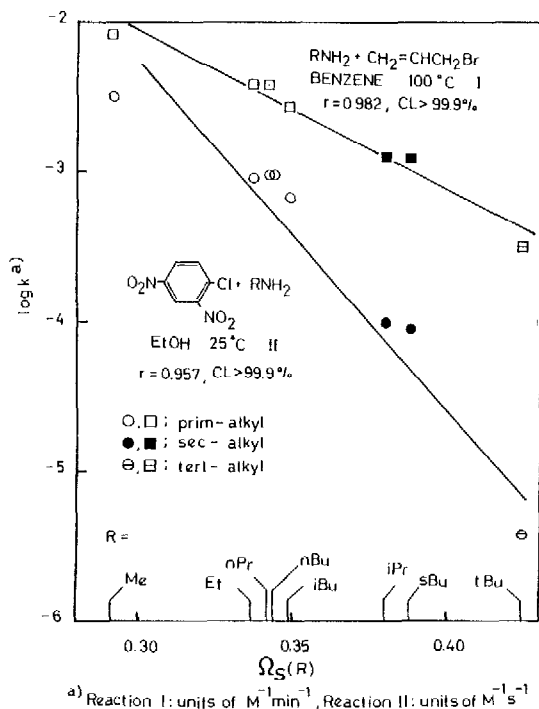 -2
RNH2 + CH2=CHCH2Br
BENZENE 100 °C I
r=0.982, CL>99.9%
-3
log k a)
O2N
Cl + RNH2
NO2
EtOH 25 °C II
r=0.957, CL>99.9%
-4
○,□ ; prim-alkyl
●,■ ; sec-alkyl
⊖,⊟ ; tert-alkyl
-5
R =
Me
Et
nPr
nBu
iBu
iPr
sBu
tBu
-6
0.30
0.35
0.40
ΩS(R)
a) Reaction I: units of M-1min-1, Reaction II: units of M-1s-1